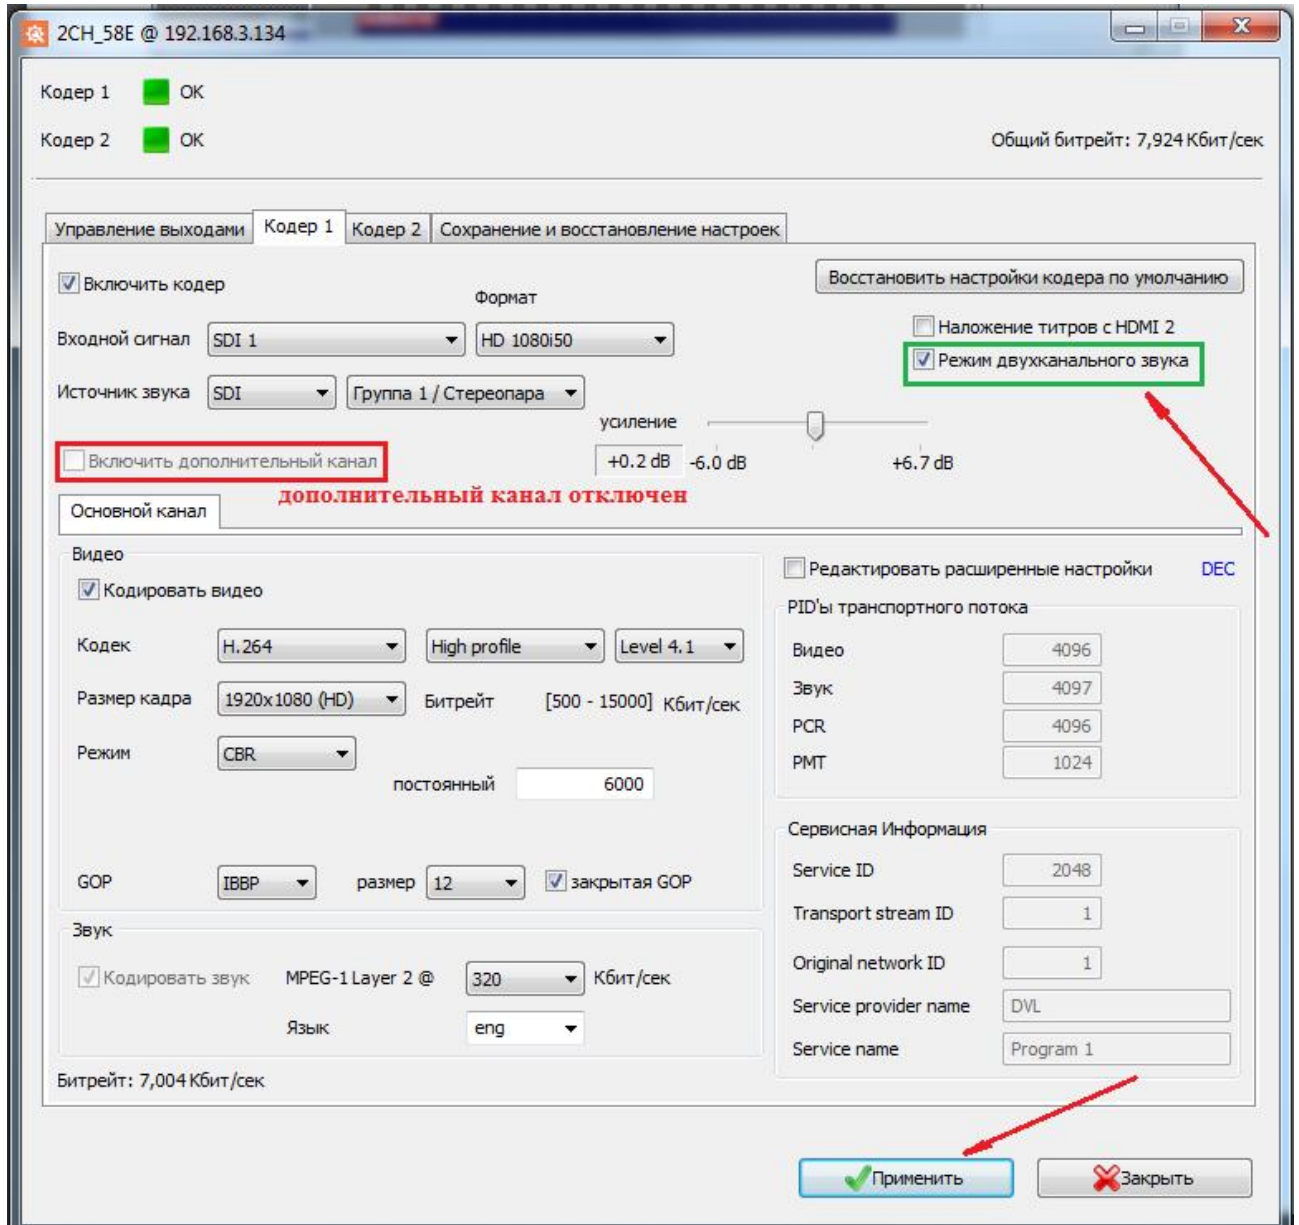 2CH_58E @ 192.168.3.134
Кодер 1 OK
Кодер 2 OK Общий битрейт: 7,924 Кбит/сек
Управление выходами Кодер 1 Кодер 2 Сохранение и восстановление настроек
Включить кодер Восстановить настройки кодера по умолчанию
Формат
Наложение титров с HDMI 2
Входной сигнал SDI 1 HD 1080i50
Режим двухканального звука
Источник звука SDI Группа 1 / Стереопара
усиление
Включить дополнительный канал +0.2 dB -6.0 dB +6.7 dB
дополнительный канал отключен
Основной канал
Видео
Редактировать расширенные настройки DEC
Кодировать видео
PID'ы транспортного потока
Кодек H.264 High profile Level 4.1
Видео 4096
Размер кадра 1920x1080 (HD) Битрейт [500 - 15000] Кбит/сек
Звук 4097
PCR 4096
Режим CBR
PMT 1024
постоянный 6000
Сервисная Информация
Service ID 2048
GOP IBBP размер 12 закрытая GOP
Transport stream ID 1
Звук
Original network ID 1
Кодировать звук MPEG-1 Layer 2 @ 320 Кбит/сек
Service provider name DVL
Язык eng
Service name Program 1
Битрейт: 7,004 Кбит/сек
Применить Закрыть